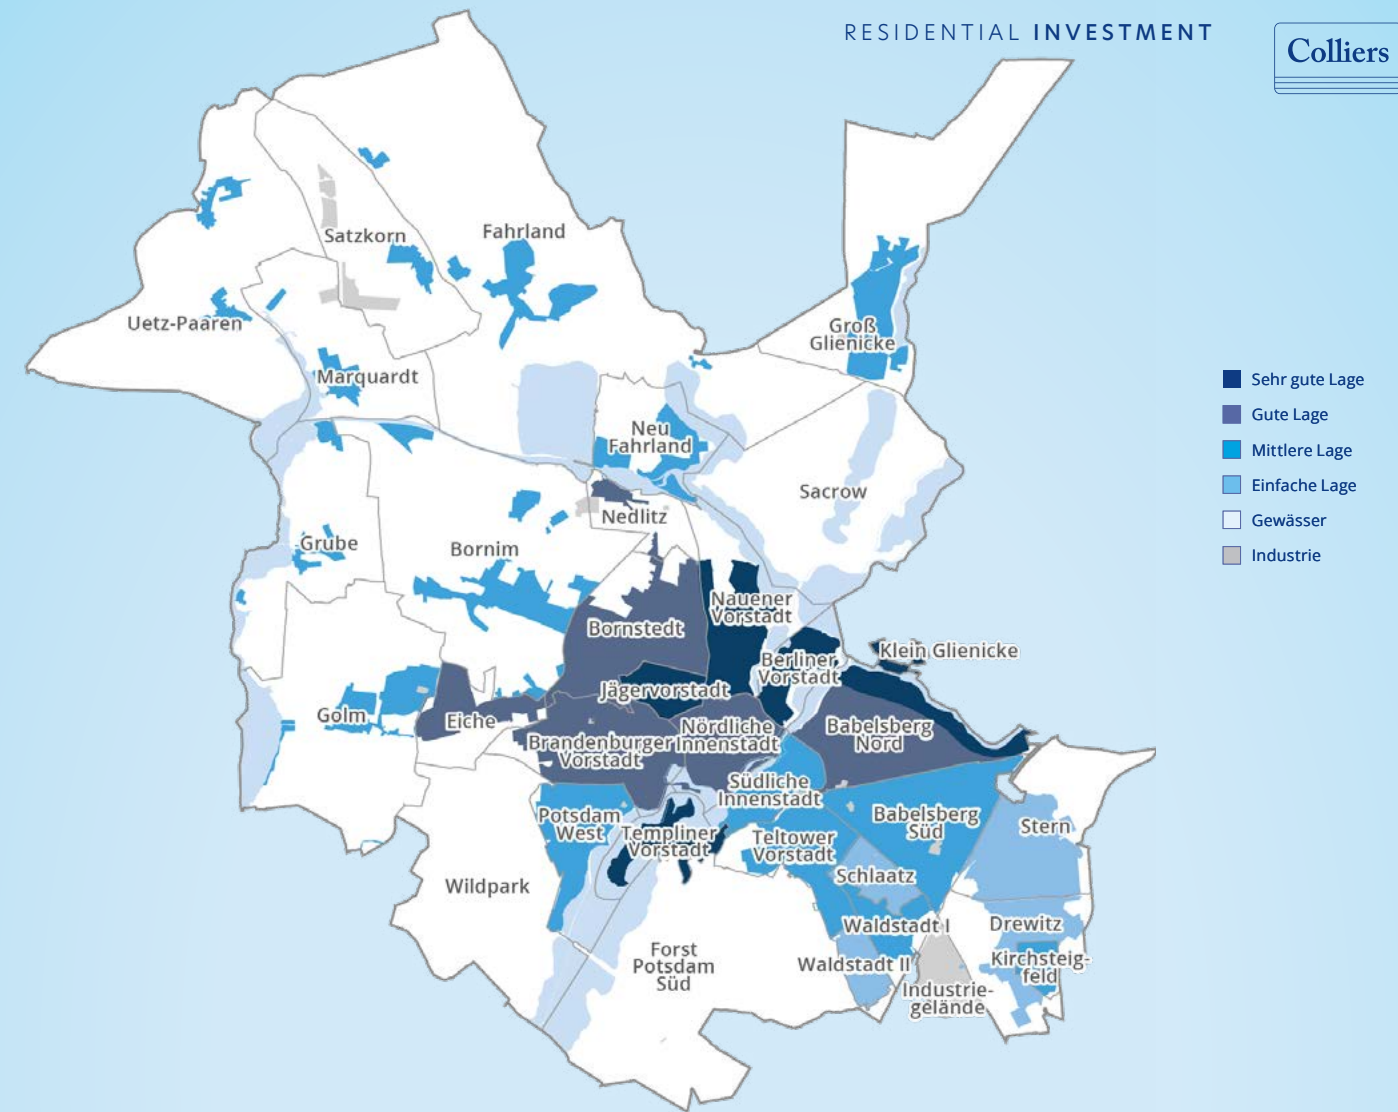 RESIDENTIAL INVESTMENT
Colliers
Satzkorn
Fahrland
Uetz-Paaren
Groß
Glienicke
Marquardt
Neu
Fahrland
Sacrow
Nedlitz
Grube
Bornim
Nauener
Vorstadt
Bornstedt
Berliner
Vorstadt
Klein Glienicke
Jägervorstadt
Golm
Eiche
Brandenburger
Vorstadt
Nördliche
Innenstadt
Babelsberg
Nord
Südliche
Innenstadt
Potsdam
West
Templiner
Vorstadt
Teltower
Vorstadt
Babelsberg
Süd
Stern
Schlaatz
Wildpark
Waldstadt I
Drewitz
Forst
Potsdam
Süd
Waldstadt II
Kirchsteig-
feld
Industrie-
gelände
Sehr gute Lage
Gute Lage
Mittlere Lage
Einfache Lage
Gewässer
Industrie